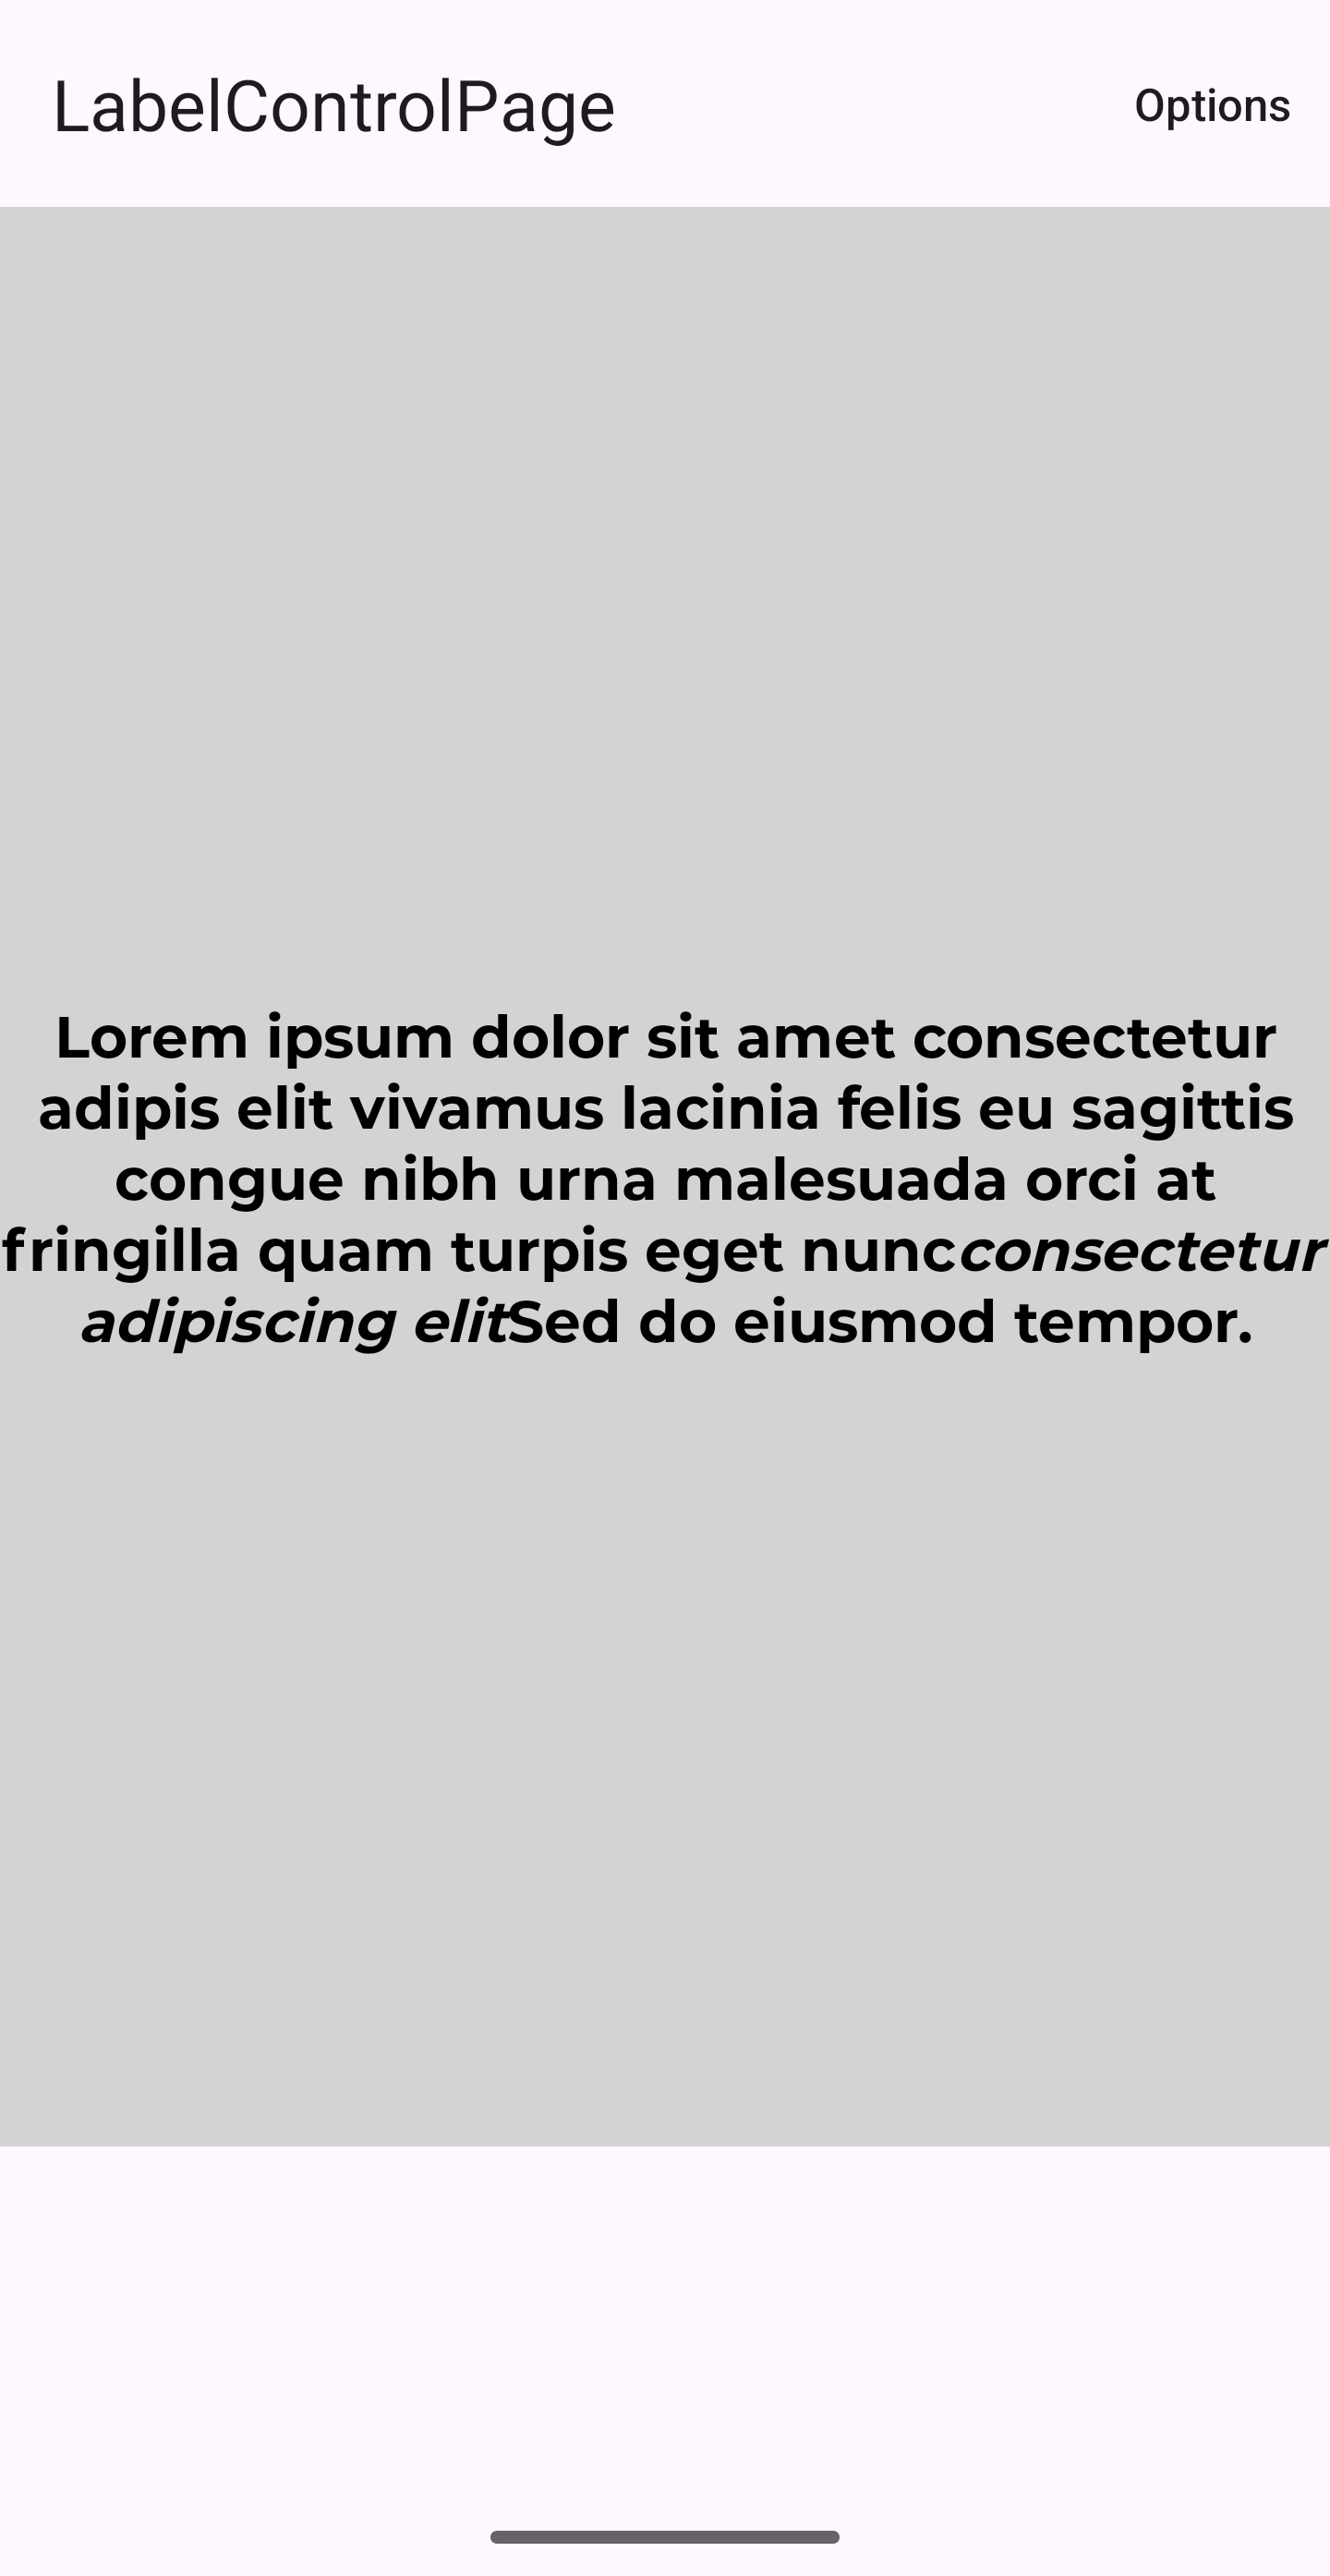 LabelControlPage
Options
Lorem ipsum dolor sit amet consectetur
adipis elit vivamus lacinia felis eu sagittis
congue nibh urna malesuada orci at
fringilla quam turpis eget nuncconsectetur
adipiscing elitSed do eiusmod tempor.